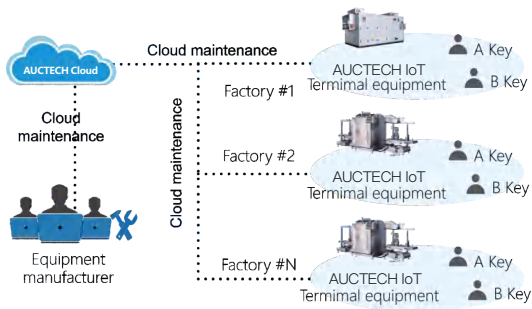 AUCTECH Cloud
Cloud maintenance
Cloud
maintenance
Equipment
manufacturer
Cloud maintenance
Factory #1
AUCTECH IoT
Termimal equipment
A Key
B Key
Factory #2
AUCTECH IoT
Termimal equipment
A Key
B Key
Factory #N
AUCTECH IoT
Termimal equipment
A Key
B Key